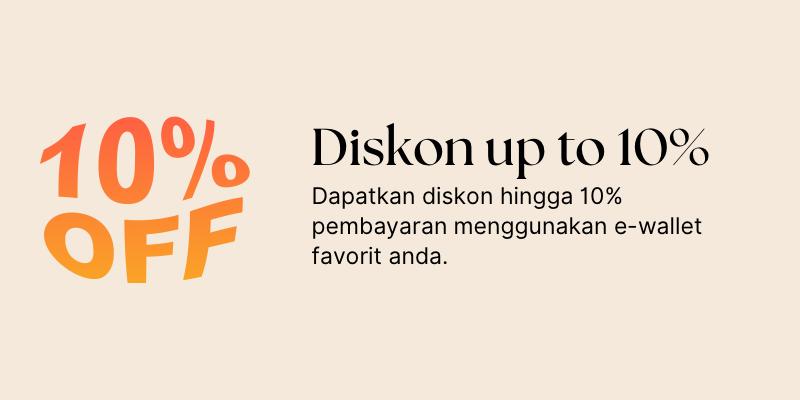 10%
OFF
Diskon up to 10%
Dapatkan diskon hingga 10%
pembayaran menggunakan e-wallet
favorit anda.